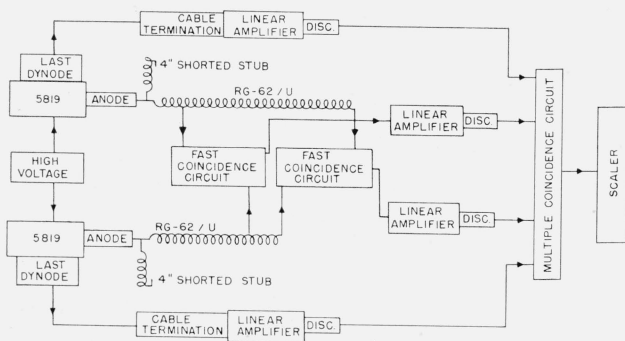 CABLE
TERMINATION
LINEAR
AMPLIFIER
DISC.
LAST
DYNODE
4" SHORTED STUB
5819
ANODE
RG-62/U
LINEAR
AMPLIFIER
DISC.
HIGH
VOLTAGE
FAST
COINCIDENCE
CIRCUIT
FAST
COINCIDENCE
CIRCUIT
MULTIPLE COINCIDENCE CIRCUIT
SCALER
RG-62/U
5819
ANODE
LINEAR
AMPLIFIER
DISC.
LAST
DYNODE
4" SHORTED STUB
CABLE
TERMINATION
LINEAR
AMPLIFIER
DISC.